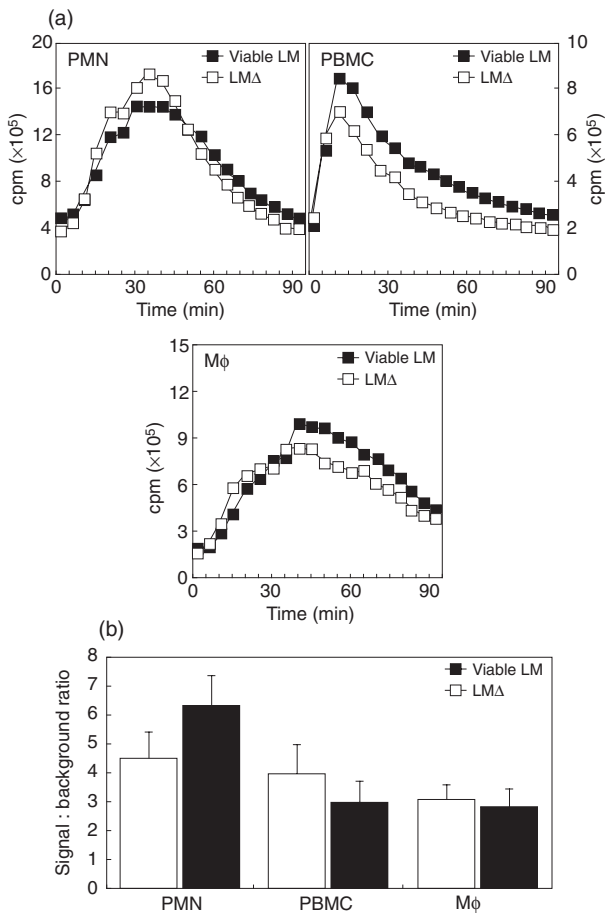 (a)
20
16
12
8
4
0
cpm (×10⁵)
PMN
Viable LM
LMΔ
0 30 60 90
Time (min)
PBMC
Viable LM
LMΔ
10
8
6
4
2
0
cpm (×10⁵)
0 30 60 90
Time (min)
15
12
9
6
3
0
cpm (×10⁵)
Mϕ
Viable LM
LMΔ
0 30 60 90
Time (min)
(b)
8
7
6
5
4
3
2
1
0
Signal : background ratio
Viable LM
LMΔ
PMN PBMC Mϕ